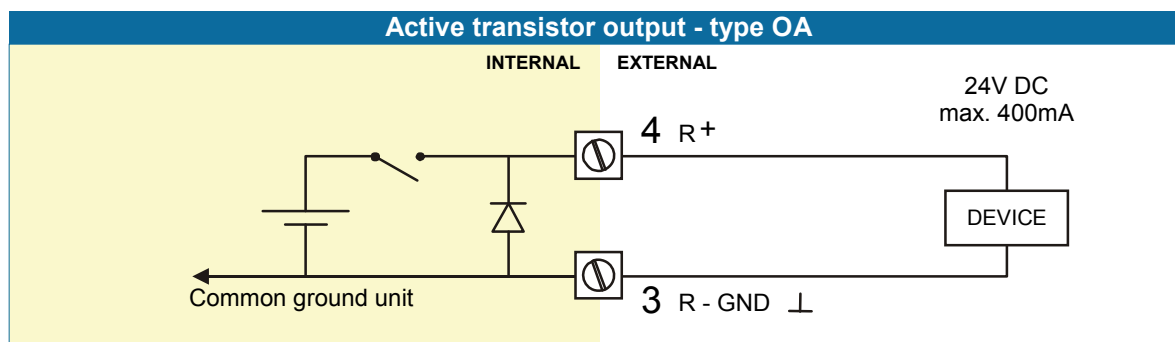 Active transistor output - type OA
INTERNAL EXTERNAL
24V DC
max. 400mA
4 R+
DEVICE
Common ground unit
3 R - GND ⊥